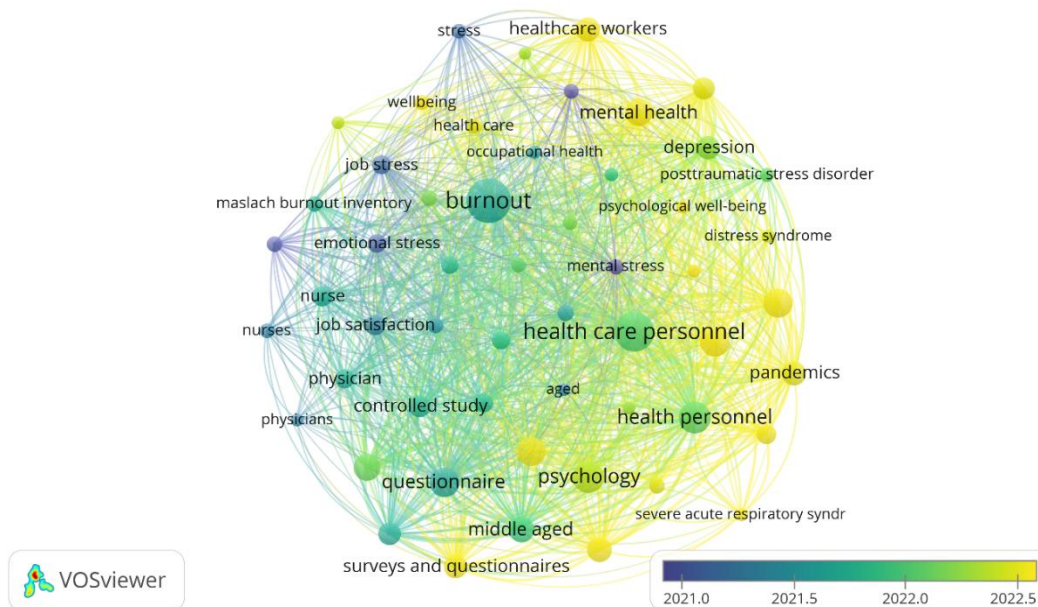 stress
healthcare workers
wellbeing
mental health
health care
depression
occupational health
job stress
posttraumatic stress disorder
burnout
maslach burnout inventory
psychological well-being
emotional stress
distress syndrome
mental stress
nurse
nurses
job satisfaction
health care personnel
pandemics
physician
aged
controlled study
physicians
health personnel
questionnaire
psychology
severe acute respiratory syndr
middle aged
surveys and questionnaires
VOSviewer
2021.0 2021.5 2022.0 2022.5